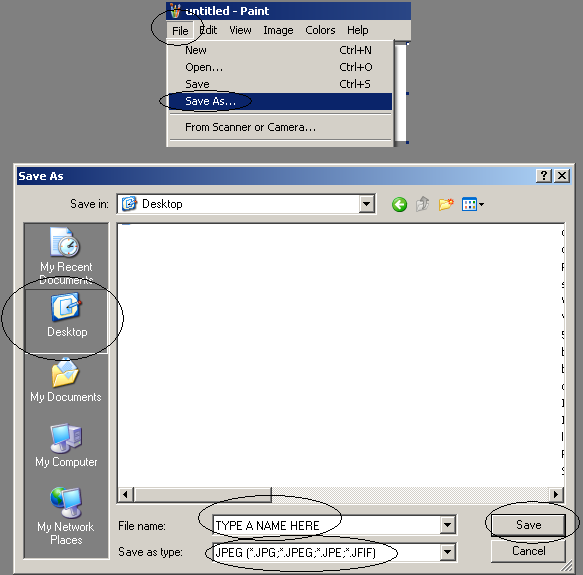 untitled - Paint
File Edit View Image Colors Help
New Ctrl+N
Open... Ctrl+O
Save Ctrl+S
Save As...
From Scanner or Camera...
Save As
Save in: Desktop
My Recent
Documents
Desktop
My Documents
My Computer
My Network
Places
File name: TYPE A NAME HERE Save
Save as type: JPEG (*.JPG;*.JPEG;*.JPE;*.JFIF) Cancel